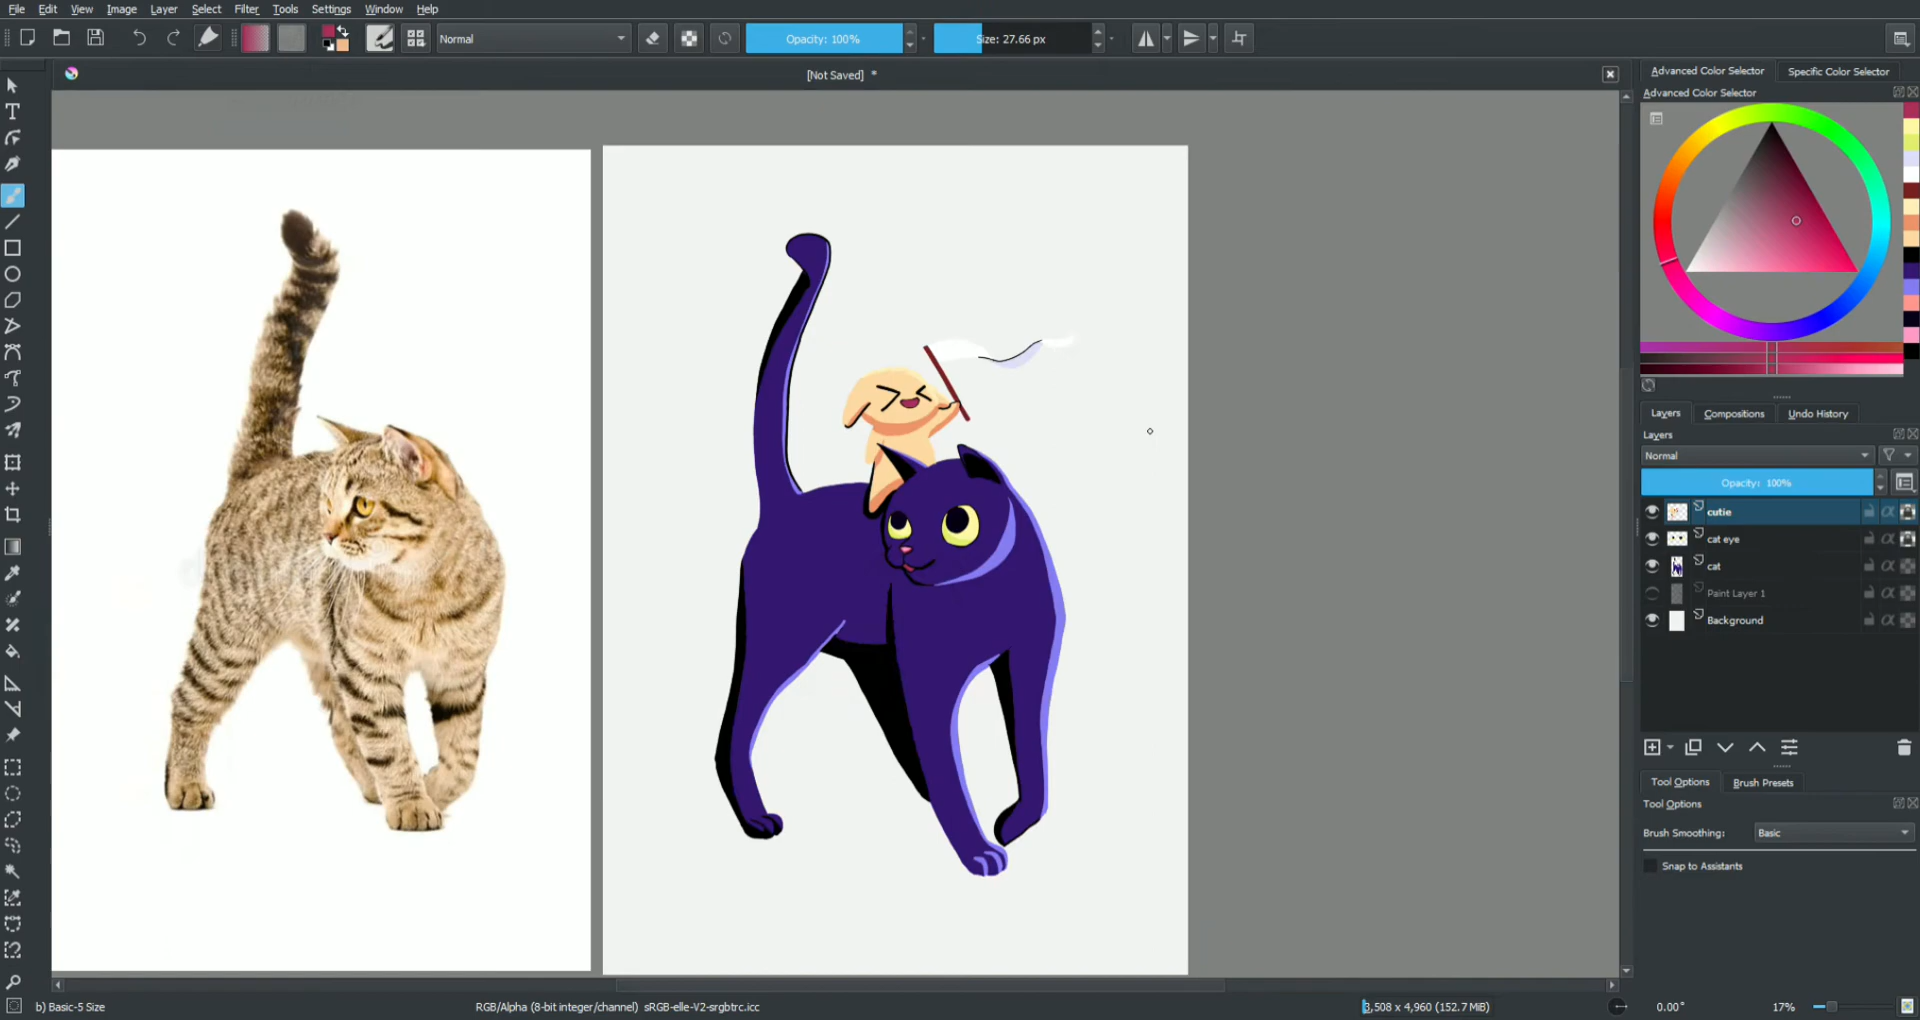 File Edit View Image Layer Select Filter Tools Settings Window Help
Normal Opacity: 100% Size: 27.66 px
[Not Saved] *
Advanced Color Selector Specific Color Selector
Advanced Color Selector
Layers Compositions Undo History
Layers
Normal
Opacity: 100%
cutie
cat eye
cat
Paint Layer 1
Background
Tool Options Brush Presets
Tool Options
Brush Smoothing: Basic
Snap to Assistants
b) Basic-5 Size RGB/Alpha (8-bit integer/channel) sRGB-elle-V2-srgbtrc.icc 3,508 x 4,960 (152.7 MiB) 0.00° 17%